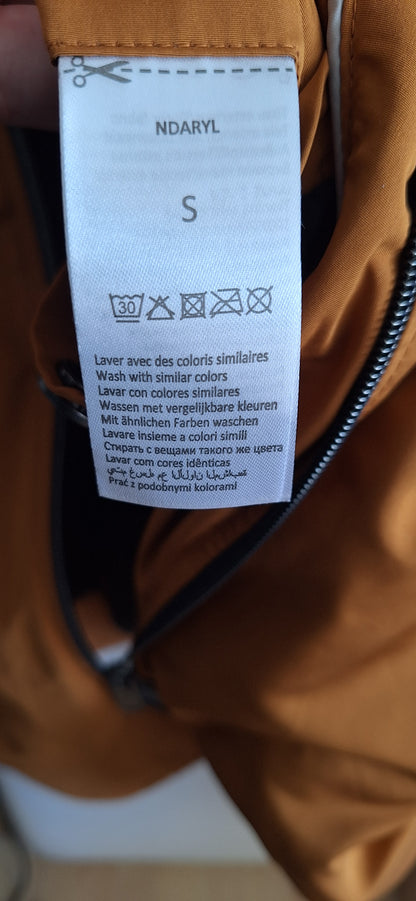 NDARYL
S
30
Laver avec des coloris similaires
Wash with similar colors
Lavar con colores similares
Wassen met vergelijkbare kleuren
Mit ähnlichen Farben waschen
Lavare insieme a colori simili
Стирать с вещами такого же цвета
Lavar com cores idênticas
Prać z podobnymi kolorami